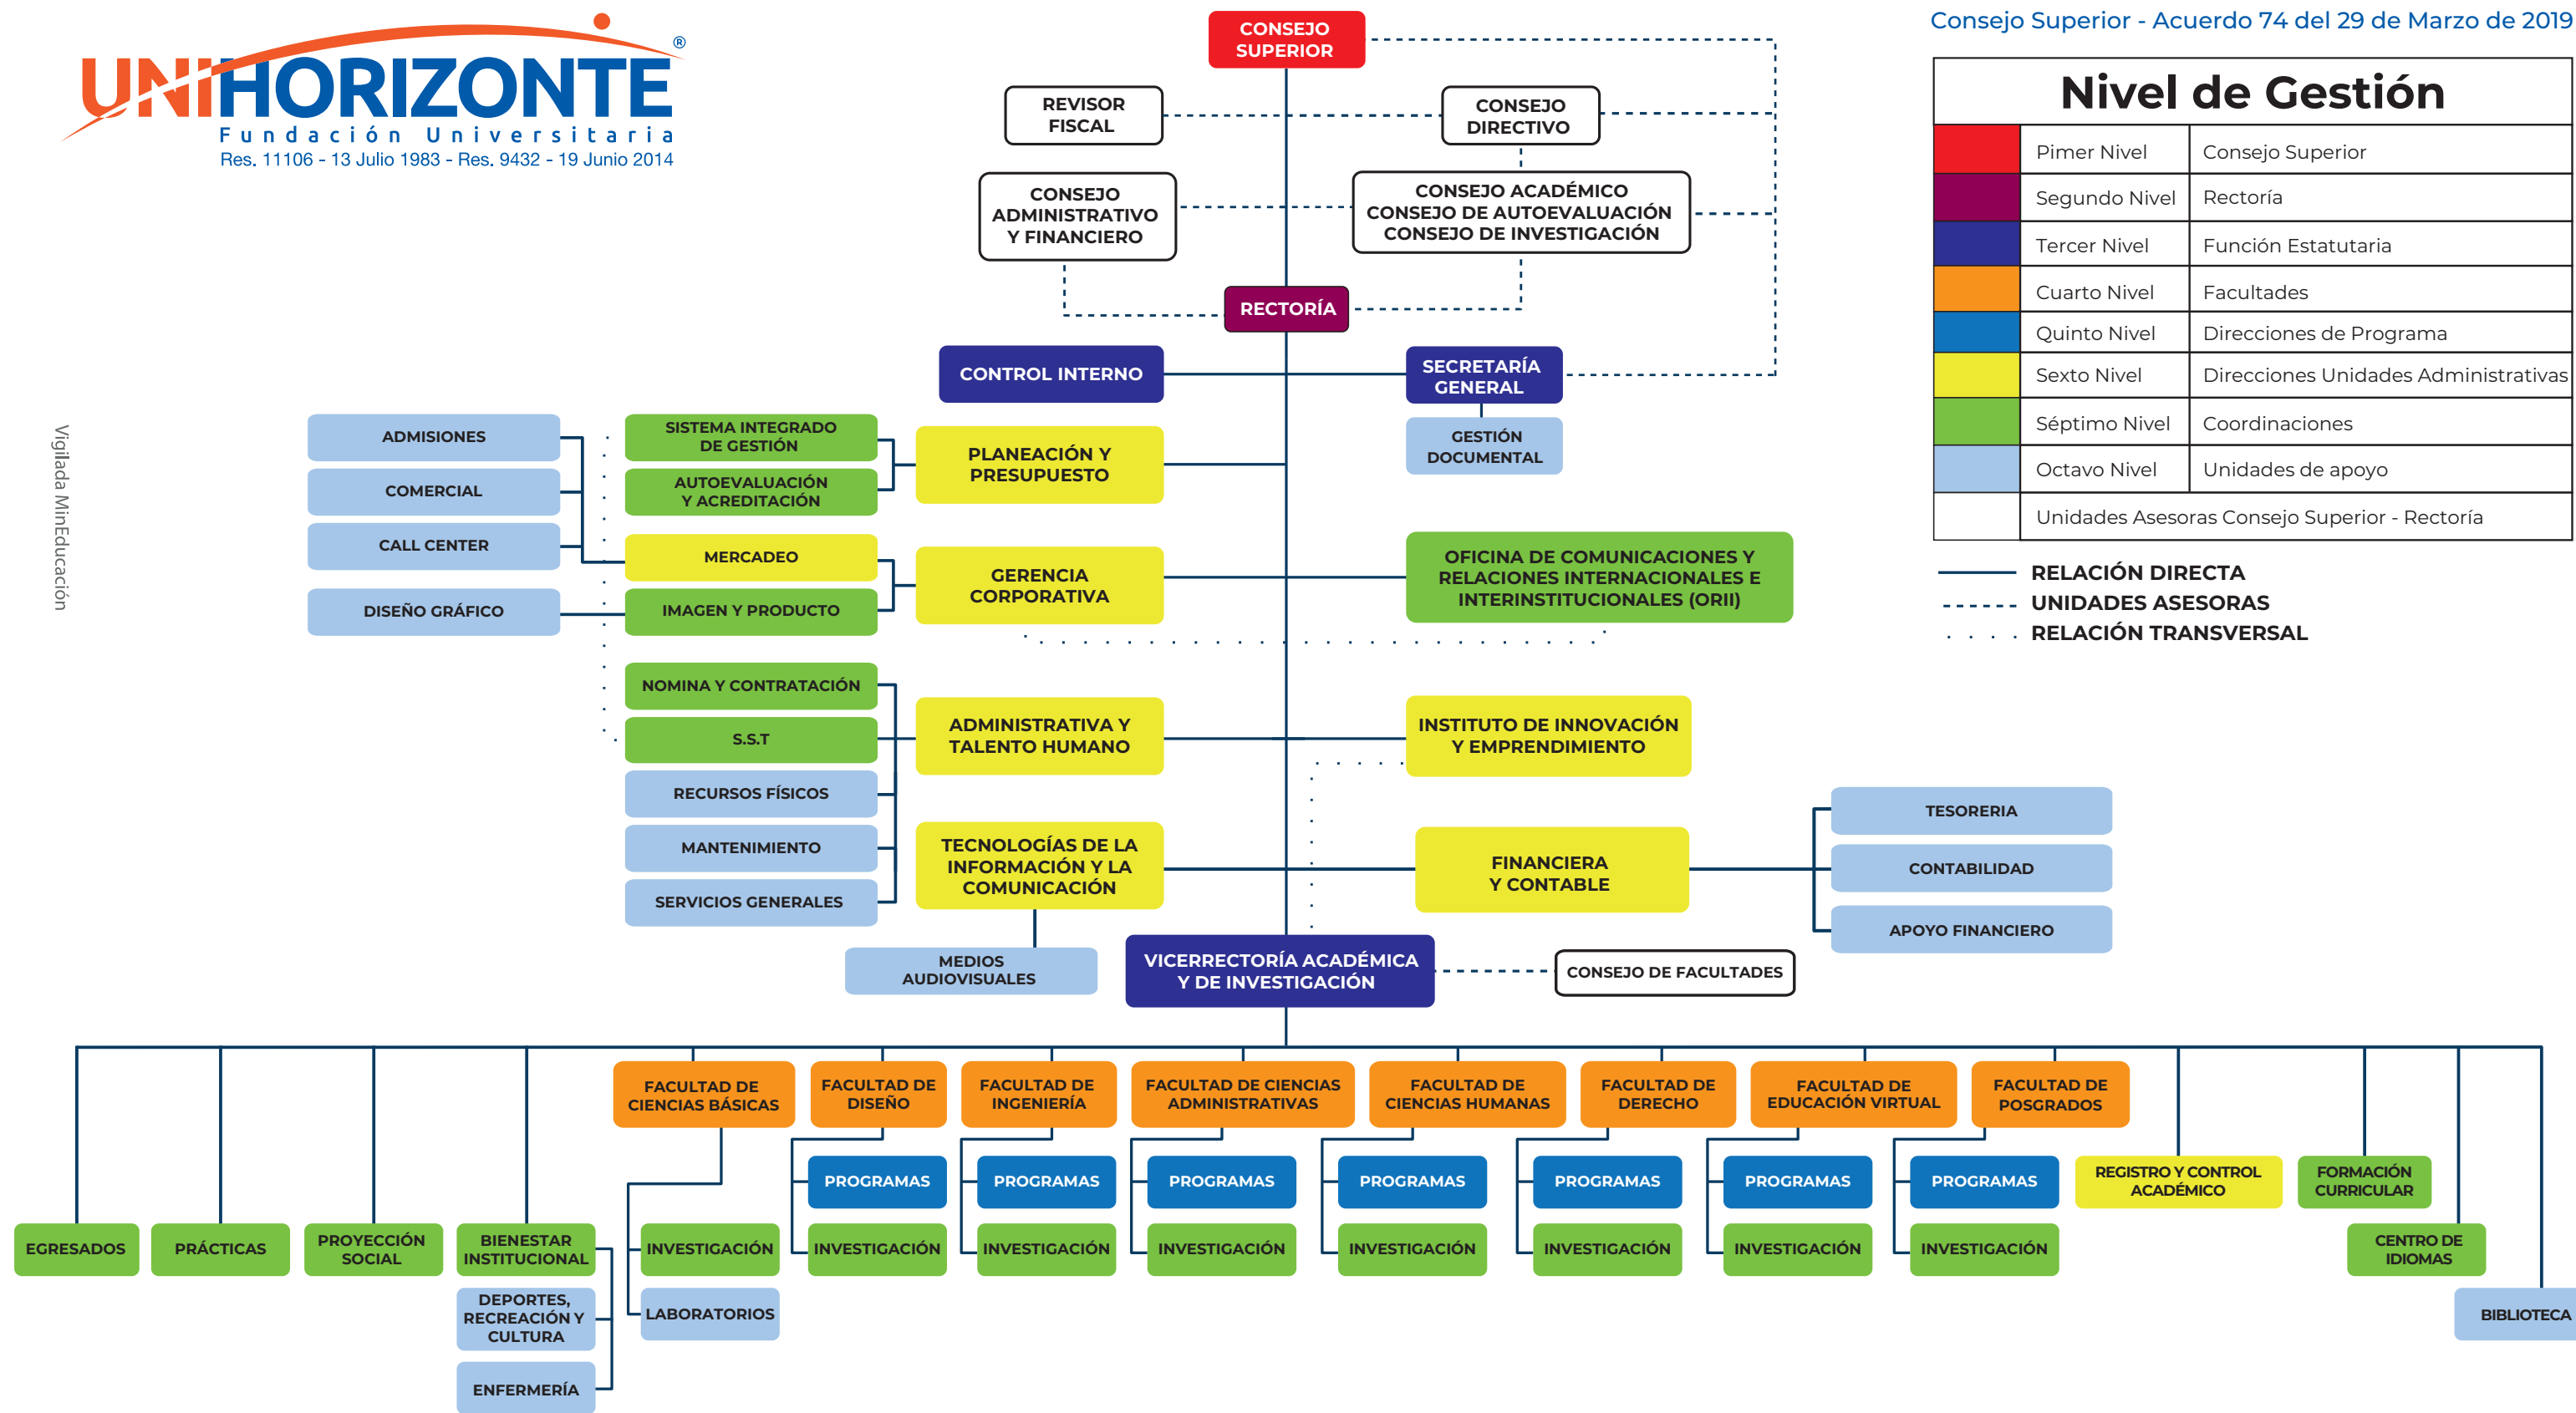 UNIHORIZONTE®
Fundación Universitaria
Res. 11106 - 13 Julio 1983 - Res. 9432 - 19 Junio 2014
Vigilada MinEducación
Consejo Superior - Acuerdo 74 del 29 de Marzo de 2019
Nivel de Gestión
Pimer Nivel Consejo Superior
Segundo Nivel Rectoría
Tercer Nivel Función Estatutaria
Cuarto Nivel Facultades
Quinto Nivel Direcciones de Programa
Sexto Nivel Direcciones Unidades Administrativas
Séptimo Nivel Coordinaciones
Octavo Nivel Unidades de apoyo
Unidades Asesoras Consejo Superior - Rectoría
RELACIÓN DIRECTA
UNIDADES ASESORAS
RELACIÓN TRANSVERSAL
CONSEJO
SUPERIOR
REVISOR
FISCAL
CONSEJO
DIRECTIVO
CONSEJO
ADMINISTRATIVO
Y FINANCIERO
CONSEJO ACADÉMICO
CONSEJO DE AUTOEVALUACIÓN
CONSEJO DE INVESTIGACIÓN
RECTORÍA
CONTROL INTERNO
SECRETARÍA
GENERAL
GESTIÓN
DOCUMENTAL
ADMISIONES
COMERCIAL
CALL CENTER
DISEÑO GRÁFICO
SISTEMA INTEGRADO
DE GESTIÓN
AUTOEVALUACIÓN
Y ACREDITACIÓN
MERCADEO
IMAGEN Y PRODUCTO
PLANEACIÓN Y
PRESUPUESTO
GERENCIA
CORPORATIVA
OFICINA DE COMUNICACIONES Y
RELACIONES INTERNACIONALES E
INTERINSTITUCIONALES (ORII)
NOMINA Y CONTRATACIÓN
S.S.T
RECURSOS FÍSICOS
MANTENIMIENTO
SERVICIOS GENERALES
ADMINISTRATIVA Y
TALENTO HUMANO
INSTITUTO DE INNOVACIÓN
Y EMPRENDIMIENTO
TECNOLOGÍAS DE LA
INFORMACIÓN Y LA
COMUNICACIÓN
FINANCIERA
Y CONTABLE
TESORERIA
CONTABILIDAD
APOYO FINANCIERO
MEDIOS
AUDIOVISUALES
VICERRECTORÍA ACADÉMICA
Y DE INVESTIGACIÓN
CONSEJO DE FACULTADES
FACULTAD DE
CIENCIAS BÁSICAS
FACULTAD DE
DISEÑO
FACULTAD DE
INGENIERÍA
FACULTAD DE CIENCIAS
ADMINISTRATIVAS
FACULTAD DE
CIENCIAS HUMANAS
FACULTAD DE
DERECHO
FACULTAD DE
EDUCACIÓN VIRTUAL
FACULTAD DE
POSGRADOS
PROGRAMAS
PROGRAMAS
PROGRAMAS
PROGRAMAS
PROGRAMAS
PROGRAMAS
PROGRAMAS
REGISTRO Y CONTROL
ACADÉMICO
FORMACIÓN
CURRICULAR
EGRESADOS
PRÁCTICAS
PROYECCIÓN
SOCIAL
BIENESTAR
INSTITUCIONAL
INVESTIGACIÓN
INVESTIGACIÓN
INVESTIGACIÓN
INVESTIGACIÓN
INVESTIGACIÓN
INVESTIGACIÓN
INVESTIGACIÓN
INVESTIGACIÓN
CENTRO DE
IDIOMAS
DEPORTES,
RECREACIÓN Y
CULTURA
LABORATORIOS
BIBLIOTECA
ENFERMERÍA